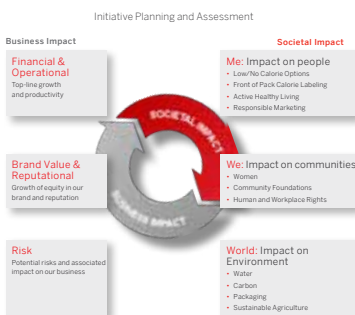 Initiative Planning and Assessment
Business Impact
Societal Impact
Financial &
Operational
Top-line growth
and productivity
Me: Impact on people
• Low/No Calorie Options
• Front of Pack Calorie Labeling
• Active Healthy Living
• Responsible Marketing
SOCIETAL IMPACT
BUSINESS IMPACT
Brand Value &
Reputational
Growth of equity in our
brand and reputation
We: Impact on communities
• Women
• Community Foundations
• Human and Workplace Rights
Risk
Potential risks and associated
impact on our business
World: Impact on
Environment
• Water
• Carbon
• Packaging
• Sustainable Agriculture